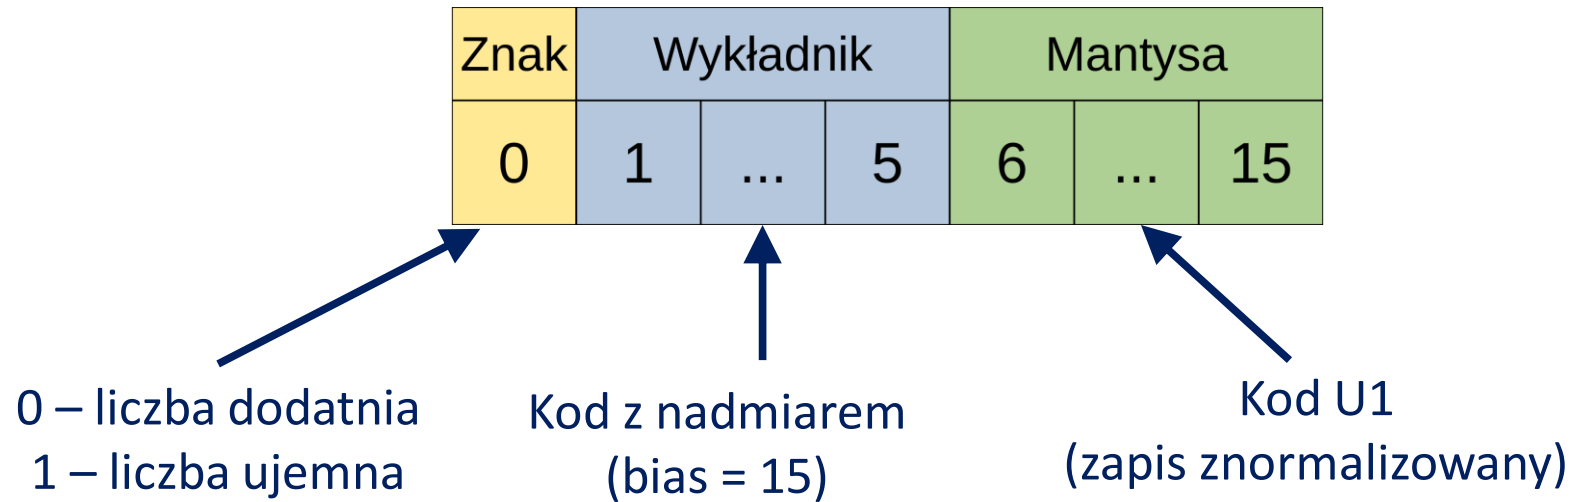 Znak Wykładnik Mantysa
0 1 ... 5 6 ... 15
0 – liczba dodatnia
1 – liczba ujemna
Kod z nadmiarem
(bias = 15)
Kod U1
(zapis znormalizowany)